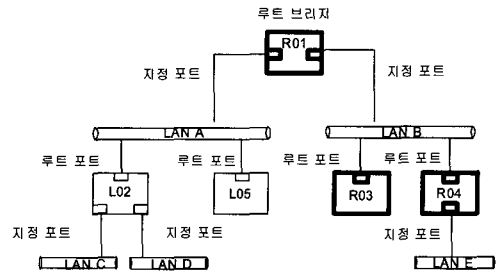 루트 브리지
R01
지정 포트
지정 포트
LAN A
LAN B
루트 포트
루트 포트
루트 포트
루트 포트
L02
L05
R03
R04
지정 포트
지정 포트
지정 포트
LAN C
LAN D
LAN E